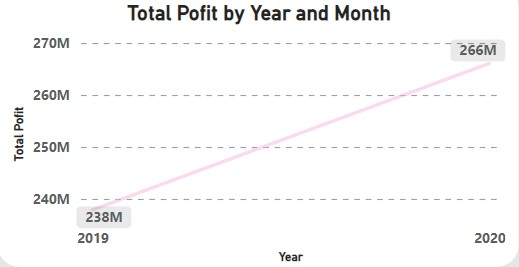 Total Pofit by Year and Month
270M
266M
260M
Total Pofit
250M
240M
238M
2019
2020
Year